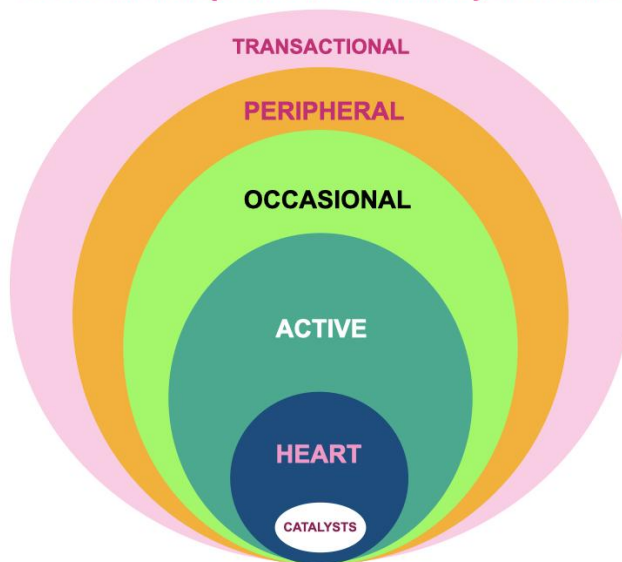 TRANSACTIONAL
PERIPHERAL
OCCASIONAL
ACTIVE
HEART
CATALYSTS